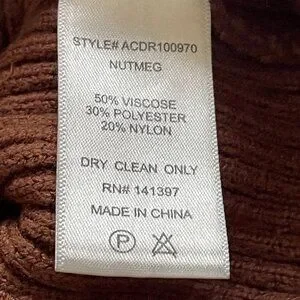 STYLE# ACDR100970
NUTMEG
50% VISCOSE
30% POLYESTER
20% NYLON
DRY CLEAN ONLY
RN# 141397
MADE IN CHINA
P